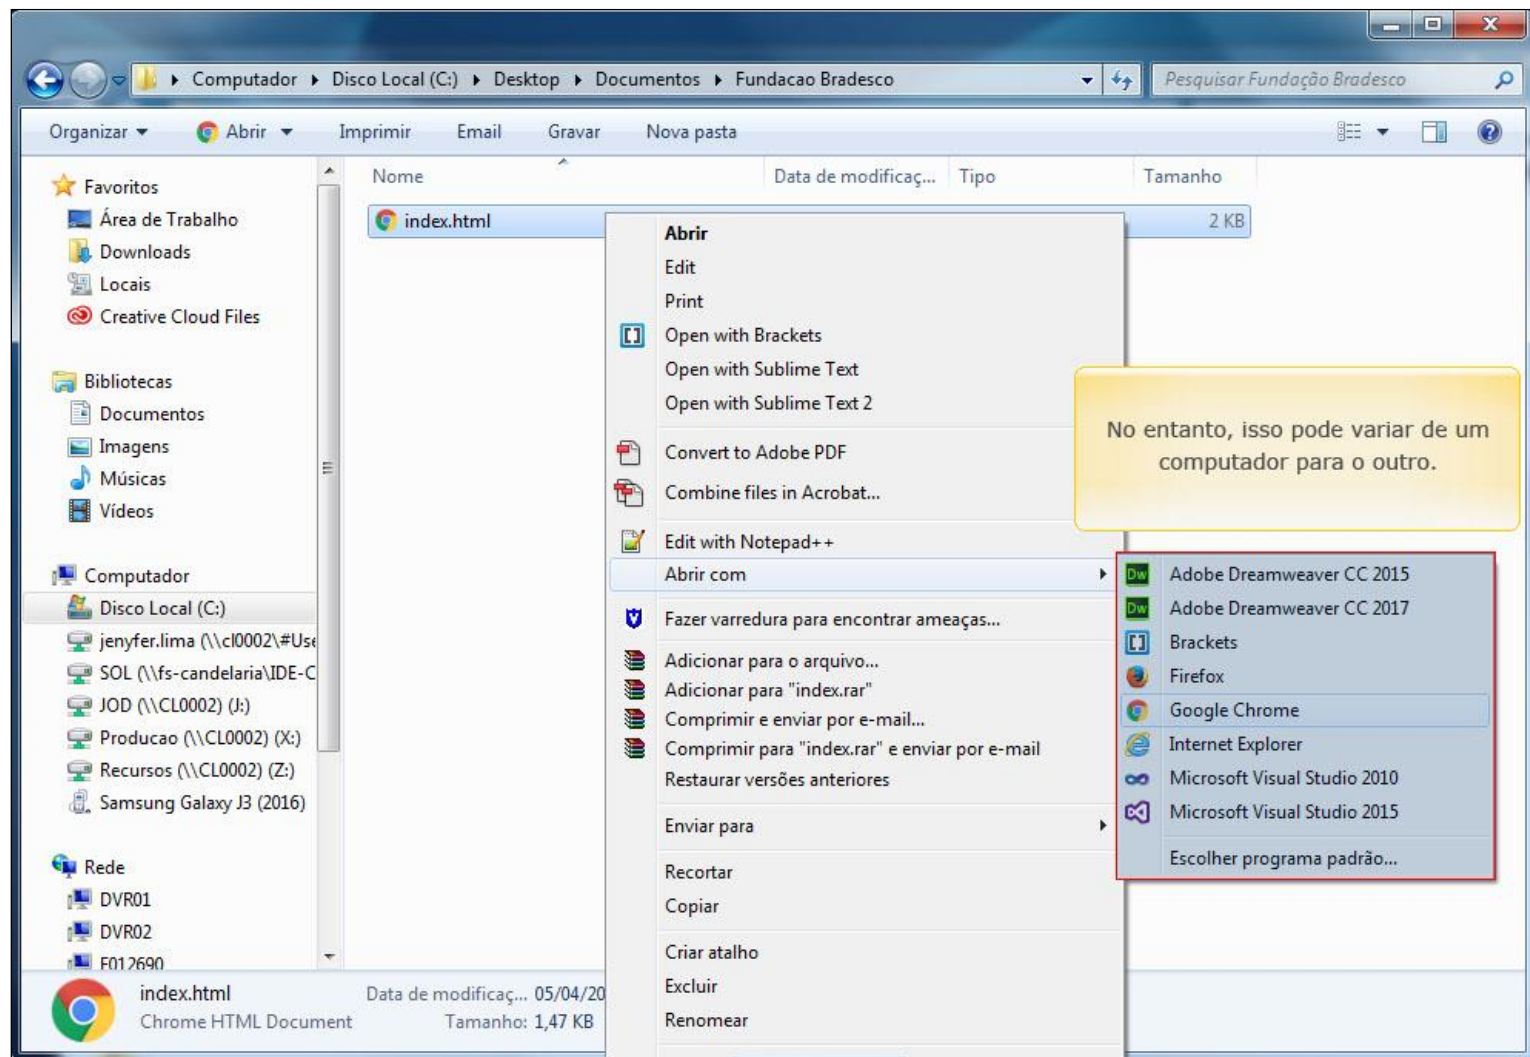 Computador ▸ Disco Local (C:) ▸ Desktop ▸ Documentos ▸ Fundacao Bradesco
Pesquisar Fundação Bradesco
Organizar Abrir Imprimir Email Gravar Nova pasta
Favoritos
Área de Trabalho
Downloads
Locais
Creative Cloud Files
Bibliotecas
Documentos
Imagens
Músicas
Vídeos
Computador
Disco Local (C:)
jenyfer.lima (\\cl0002\#Use
SOL (\\fs-candelaria\IDE-C
JOD (\\CL0002) (J:)
Producao (\\CL0002) (X:)
Recursos (\\CL0002) (Z:)
Samsung Galaxy J3 (2016)
Rede
DVR01
DVR02
F012690
Nome Data de modificaç... Tipo Tamanho
index.html 2 KB
Abrir
Edit
Print
Open with Brackets
Open with Sublime Text
Open with Sublime Text 2
Convert to Adobe PDF
Combine files in Acrobat...
Edit with Notepad++
Abrir com
Fazer varredura para encontrar ameaças...
Adicionar para o arquivo...
Adicionar para "index.rar"
Comprimir e enviar por e-mail...
Comprimir para "index.rar" e enviar por e-mail
Restaurar versões anteriores
Enviar para
Recortar
Copiar
Criar atalho
Excluir
Renomear
No entanto, isso pode variar de um
computador para o outro.
Adobe Dreamweaver CC 2015
Adobe Dreamweaver CC 2017
Brackets
Firefox
Google Chrome
Internet Explorer
Microsoft Visual Studio 2010
Microsoft Visual Studio 2015
Escolher programa padrão...
index.html Data de modificaç... 05/04/20
Chrome HTML Document Tamanho: 1,47 KB